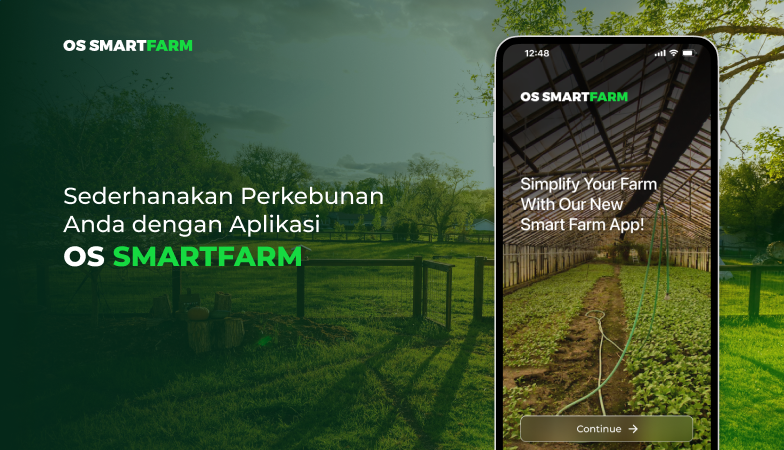 OS SMARTFARM
Sederhanakan Perkebunan
Anda dengan Aplikasi
OS SMARTFARM
12:48
OS SMARTFARM
Simplify Your Farm
With Our New
Smart Farm App!
Continue →